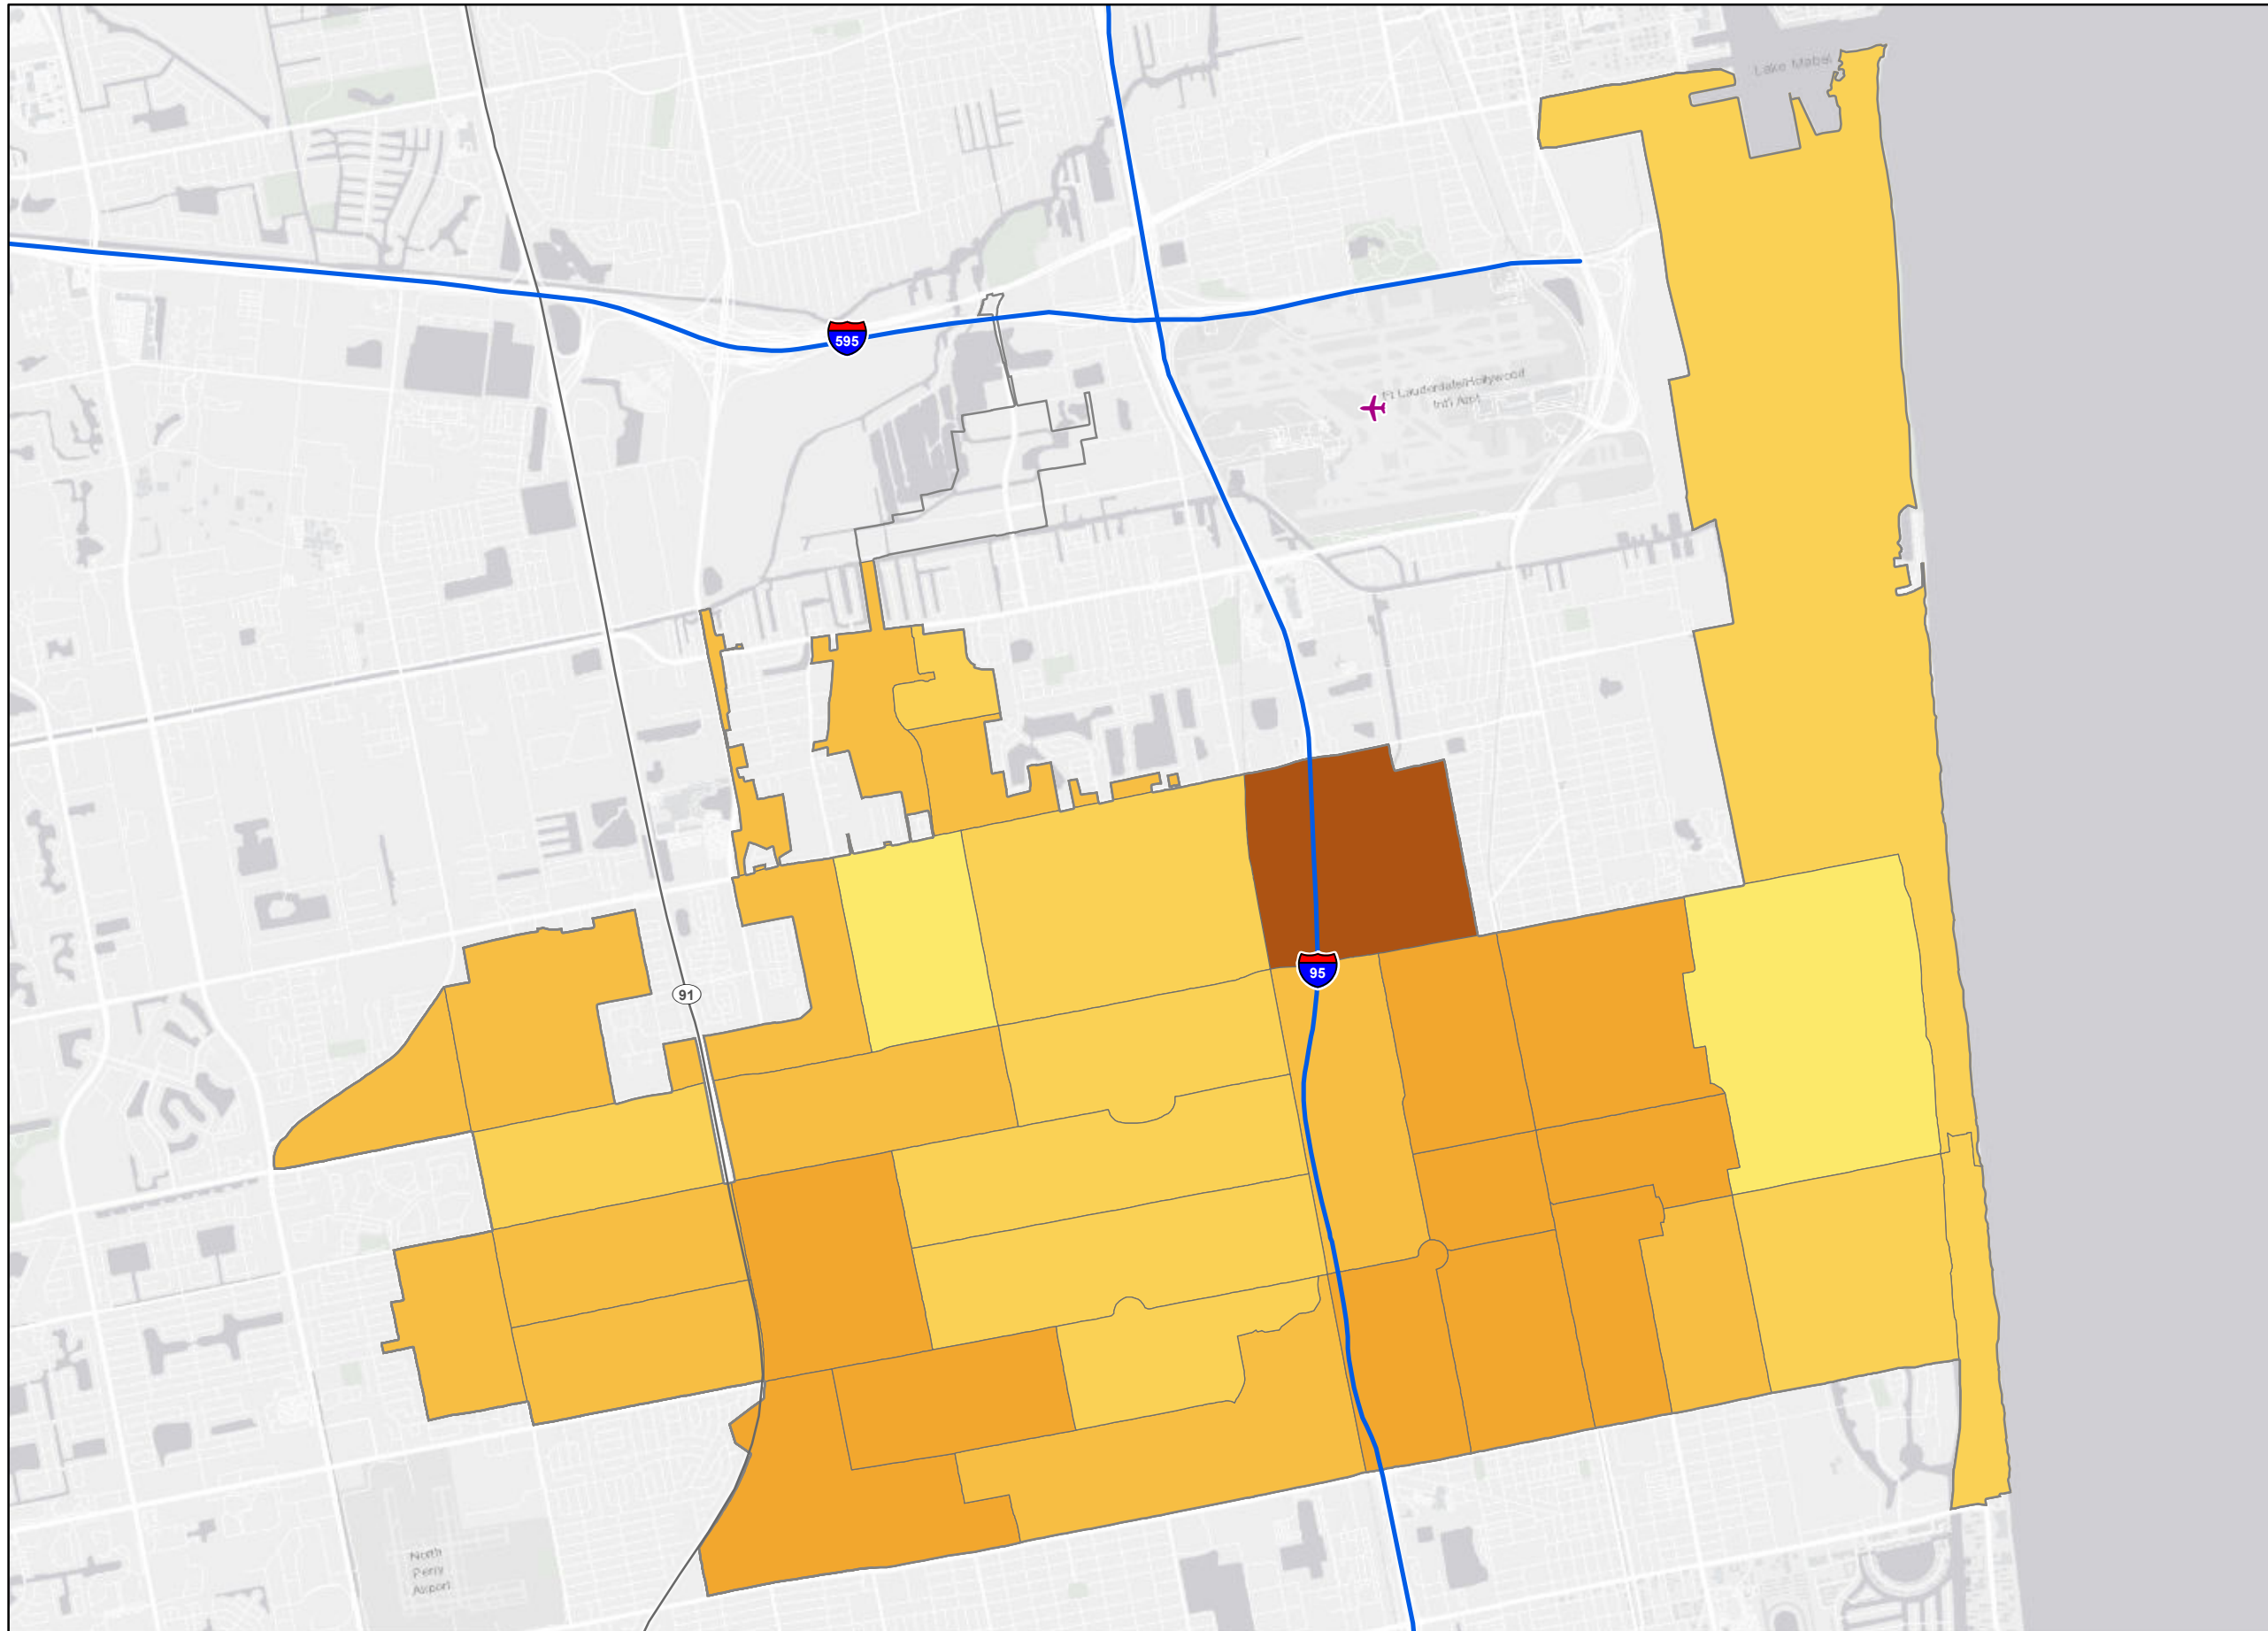 Lake Mabel
595
Ft Lauderdale/Hollywood
Int'l Arpt
95
91
North
Perry
Airport